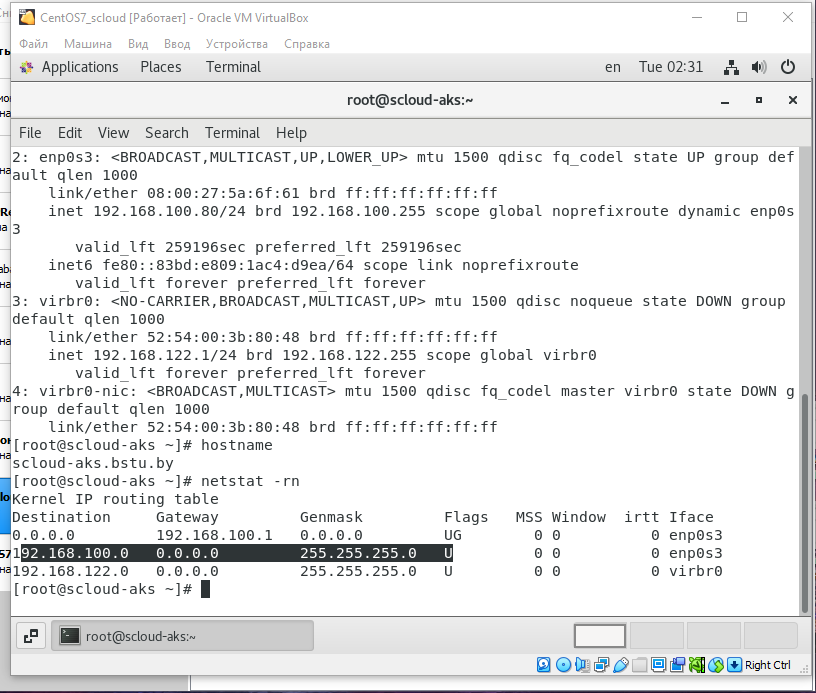 CentOS7_scloud [Работает] - Oracle VM VirtualBox
Файл Машина Вид Ввод Устройства Справка
Applications Places Terminal en Tue 02:31
root@scloud-aks:~
File Edit View Search Terminal Help
2: enp0s3: <BROADCAST,MULTICAST,UP,LOWER_UP> mtu 1500 qdisc fq_codel state UP group def
ault qlen 1000
link/ether 08:00:27:5a:6f:61 brd ff:ff:ff:ff:ff:ff
inet 192.168.100.80/24 brd 192.168.100.255 scope global noprefixroute dynamic enp0s
3
valid_lft 259196sec preferred_lft 259196sec
inet6 fe80::83bd:e809:1ac4:d9ea/64 scope link noprefixroute
valid_lft forever preferred_lft forever
3: virbr0: <NO-CARRIER,BROADCAST,MULTICAST,UP> mtu 1500 qdisc noqueue state DOWN group
default qlen 1000
link/ether 52:54:00:3b:80:48 brd ff:ff:ff:ff:ff:ff
inet 192.168.122.1/24 brd 192.168.122.255 scope global virbr0
valid_lft forever preferred_lft forever
4: virbr0-nic: <BROADCAST,MULTICAST> mtu 1500 qdisc fq_codel master virbr0 state DOWN g
roup default qlen 1000
link/ether 52:54:00:3b:80:48 brd ff:ff:ff:ff:ff:ff
[root@scloud-aks ~]# hostname
scloud-aks.bstu.by
[root@scloud-aks ~]# netstat -rn
Kernel IP routing table
Destination Gateway Genmask Flags MSS Window irtt Iface
0.0.0.0 192.168.100.1 0.0.0.0 UG 0 0 0 enp0s3
192.168.100.0 0.0.0.0 255.255.255.0 U 0 0 0 enp0s3
192.168.122.0 0.0.0.0 255.255.255.0 U 0 0 0 virbr0
[root@scloud-aks ~]#
root@scloud-aks:~
Right Ctrl